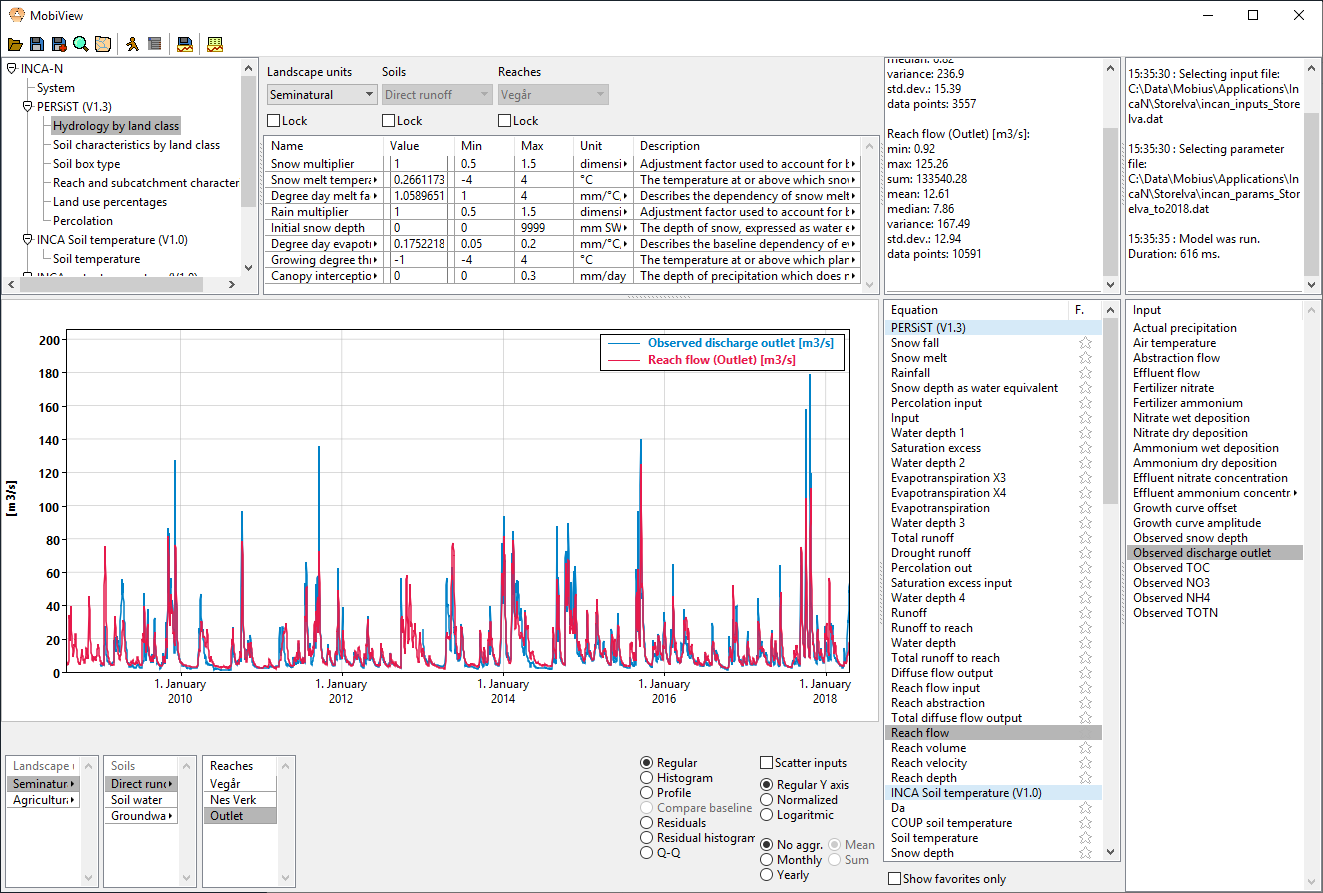 MobiView
INCA-N
System
PERSiST (V1.3)
Hydrology by land class
Soil characteristics by land class
Soil box type
Reach and subcatchment character
Land use percentages
Percolation
INCA Soil temperature (V1.0)
Soil temperature
Landscape units Soils Reaches
Seminatural Direct runoff Vegår
Lock Lock Lock
Name Value Min Max Unit Description
Snow multiplier 1 0.5 1.5 dimensi Adjustment factor used to account for b
Snow melt tempera 0.2661173 -4 4 °C The temperature at or above which snov
Degree day melt fa 1.0589651 1 4 mm/°C/ Describes the dependency of snow melt
Rain multiplier 1 0.5 1.5 dimensi Adjustment factor used to account for b
Initial snow depth 0 0 9999 mm SW The depth of snow, expressed as water e
Degree day evapoti 0.1752218 0.05 0.2 mm/°C/ Describes the baseline dependency of ev
Growing degree thr -1 -4 4 °C The temperature at or above which plar
Canopy interceptio 0 0 0.3 mm/day The depth of precipitation which does r
median: 6.82
variance: 236.9
std.dev.: 15.39
data points: 3557
Reach flow (Outlet) [m3/s]:
min: 0.92
max: 125.26
sum: 133540.28
mean: 12.61
median: 7.86
variance: 167.49
std.dev.: 12.94
data points: 10591
15:35:30 : Selecting input file:
C:\Data\Mobius\Applications\In
caN\Storelva\incan_inputs_Store
lva.dat
15:35:30 : Selecting parameter
file:
C:\Data\Mobius\Applications\In
caN\Storelva\incan_params_Stor
elva_to2018.dat
15:35:35 : Model was run.
Duration: 616 ms.
Observed discharge outlet [m3/s]
Reach flow (Outlet) [m3/s]
200
180
160
140
120
100
80
60
40
20
0
[m3/s]
1. January 1. January 1. January 1. January 1. January
2010 2012 2014 2016 2018
Equation F.
PERSiST (V1.3)
Snow fall
Snow melt
Rainfall
Snow depth as water equivalent
Percolation input
Input
Water depth 1
Saturation excess
Water depth 2
Evapotranspiration X3
Evapotranspiration X4
Evapotranspiration
Water depth 3
Total runoff
Drought runoff
Percolation out
Saturation excess input
Water depth 4
Runoff
Runoff to reach
Water depth
Total runoff to reach
Diffuse flow output
Reach flow input
Reach abstraction
Total diffuse flow output
Reach flow
Reach volume
Reach velocity
Reach depth
INCA Soil temperature (V1.0)
Da
COUP soil temperature
Soil temperature
Snow depth
Show favorites only
Input
Actual precipitation
Air temperature
Abstraction flow
Effluent flow
Fertilizer nitrate
Fertilizer ammonium
Nitrate wet deposition
Nitrate dry deposition
Ammonium wet deposition
Ammonium dry deposition
Effluent nitrate concentration
Effluent ammonium concentr
Growth curve offset
Growth curve amplitude
Observed snow depth
Observed discharge outlet
Observed TOC
Observed NO3
Observed NH4
Observed TOTN
Landscape u
Seminatur
Agricultura
Soils
Direct runo
Soil water
Groundwa
Reaches
Vegår
Nes Verk
Outlet
Regular
Histogram
Profile
Compare baseline
Residuals
Residual histogram
Q-Q
Scatter inputs
Regular Y axis
Normalized
Logaritmic
No aggr. Mean
Monthly Sum
Yearly